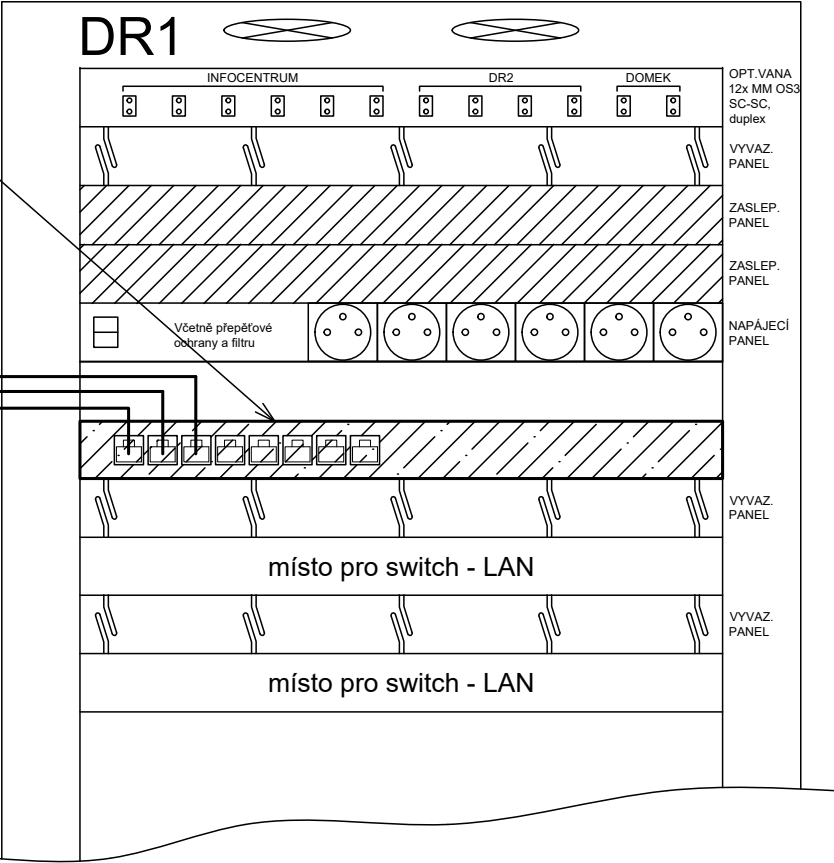 DR1
INFOCENTRUM
DR2
DOMEK
OPT.VANA
12x MM OS3
SC-SC,
duplex
VYVAZ.
PANEL
ZASLEP.
PANEL
ZASLEP.
PANEL
Včetně přepěťové
ochrany a filtru
NAPÁJECÍ
PANEL
VYVAZ.
PANEL
místo pro switch - LAN
VYVAZ.
PANEL
místo pro switch - LAN